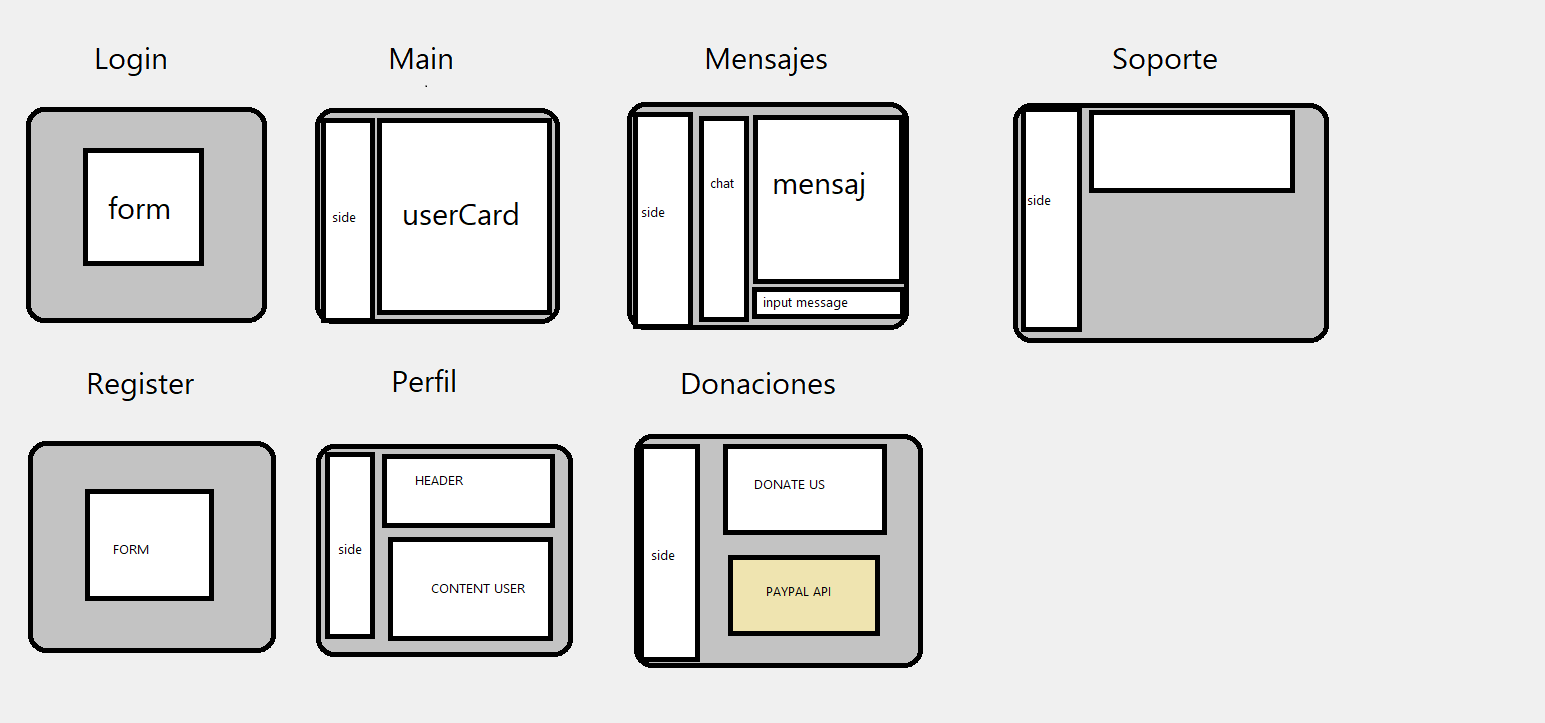 Login
Main
Mensajes
Soporte
form
side
userCard
side
chat
mensaj
input message
side
Register
Perfil
Donaciones
FORM
side
HEADER
CONTENT USER
side
DONATE US
PAYPAL API